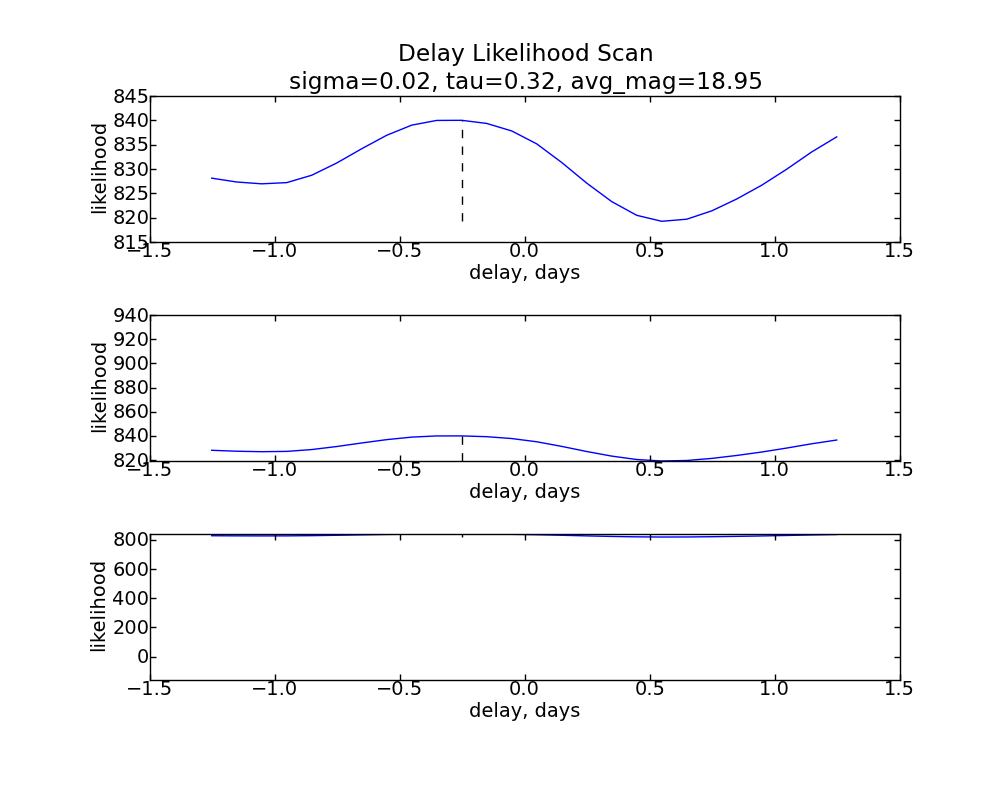 Delay Likelihood Scan
sigma=0.02, tau=0.32, avg_mag=18.95
845
840
835
830
825
820
815
likelihood
−1.5 −1.0 −0.5 0.0 0.5 1.0 1.5
delay, days
940
920
900
880
860
840
820
likelihood
−1.5 −1.0 −0.5 0.0 0.5 1.0 1.5
delay, days
800
600
400
200
0
likelihood
−1.5 −1.0 −0.5 0.0 0.5 1.0 1.5
delay, days